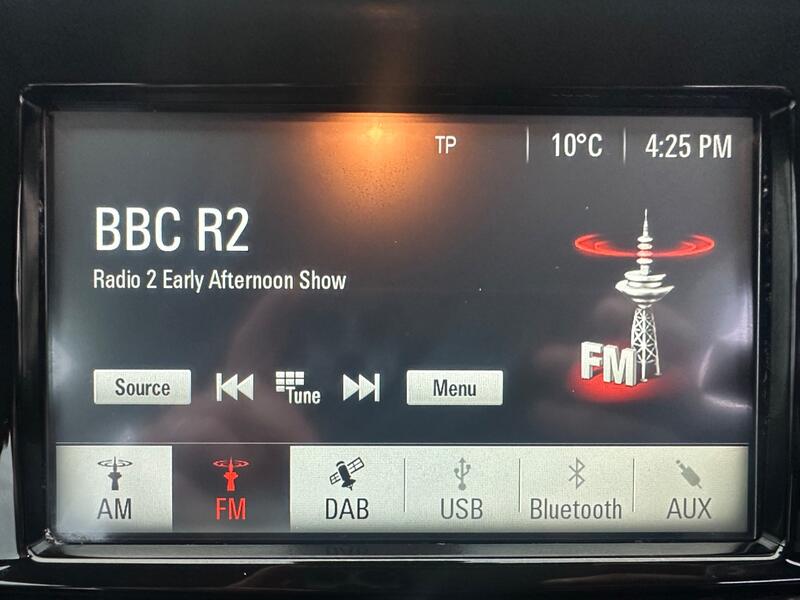 TP 10°C 4:25 PM
BBC R2
Radio 2 Early Afternoon Show
FM
Source Tune Menu
AM FM DAB USB Bluetooth AUX